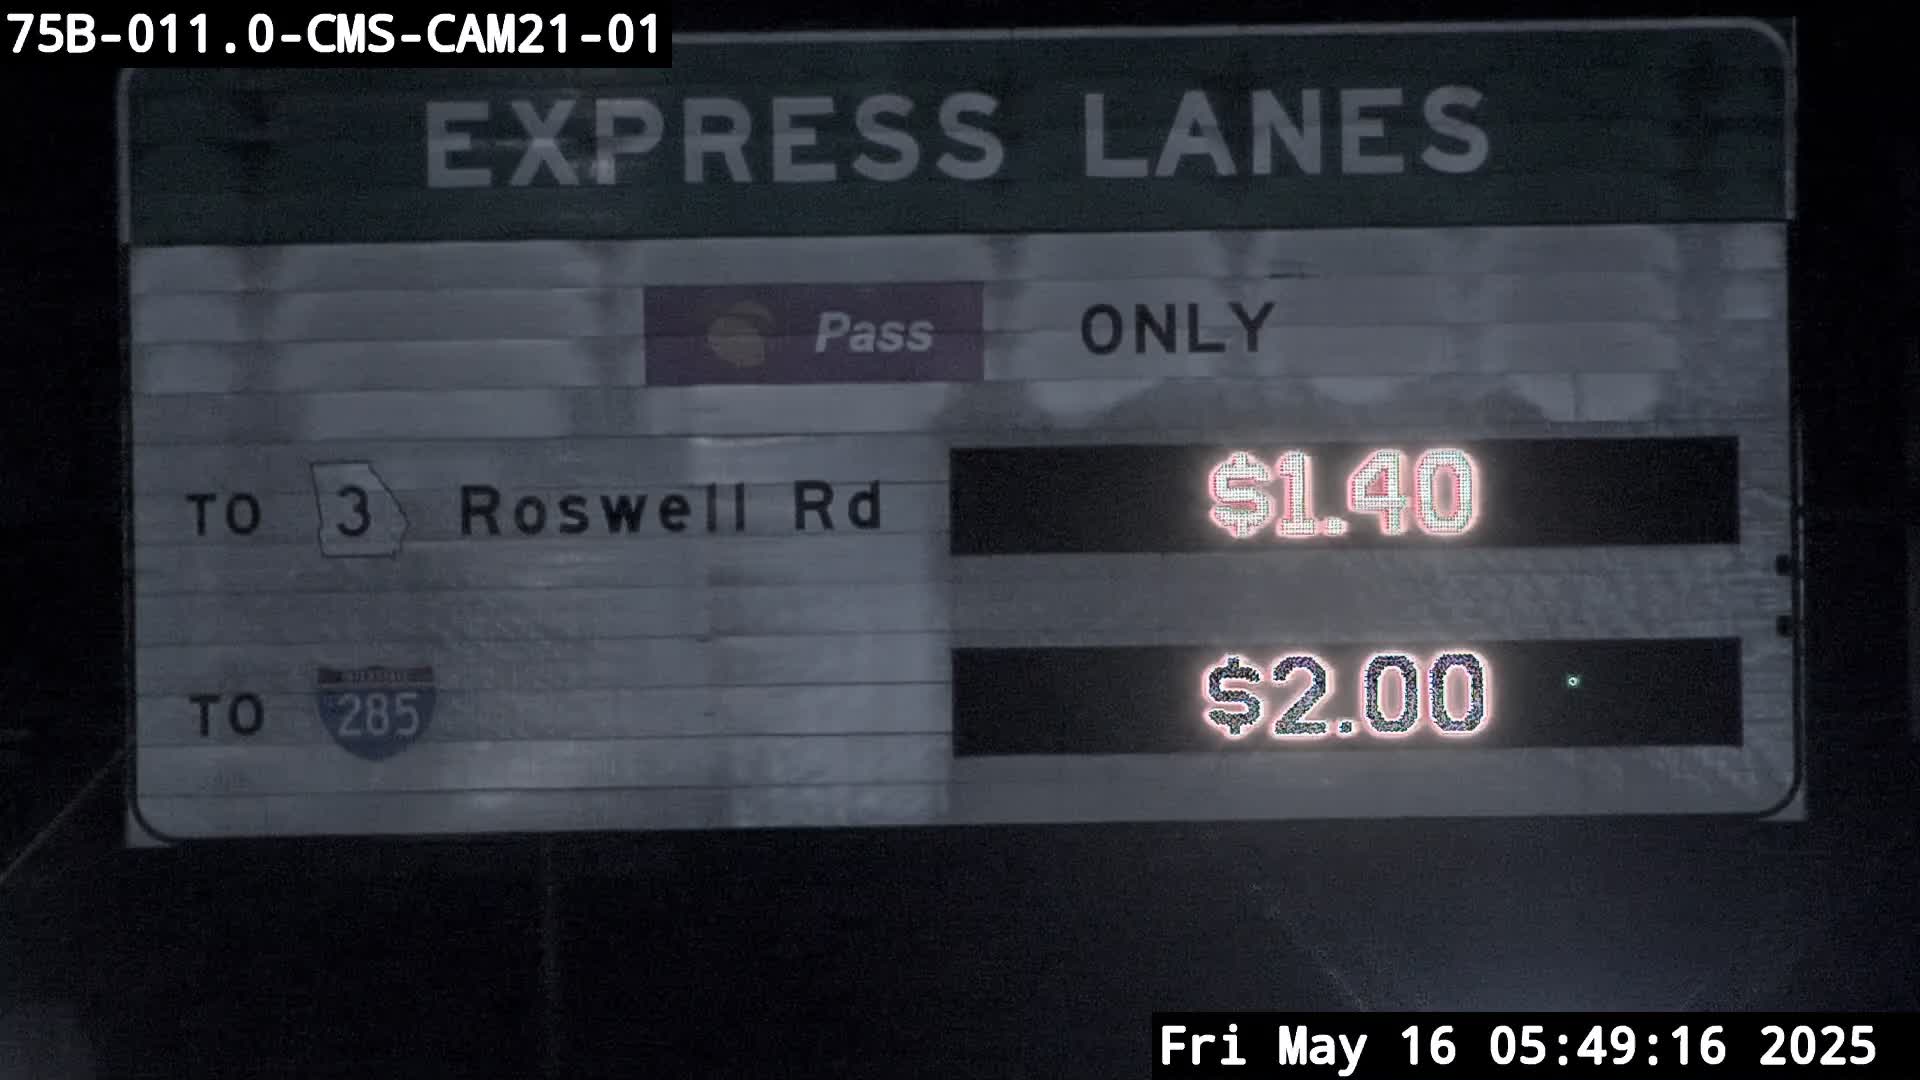 75B-011.0-CMS-CAM21-01
EXPRESS LANES
Pass ONLY
TO 3 Roswell Rd $1.40
TO 285 $2.00
Fri May 16 05:49:16 2025